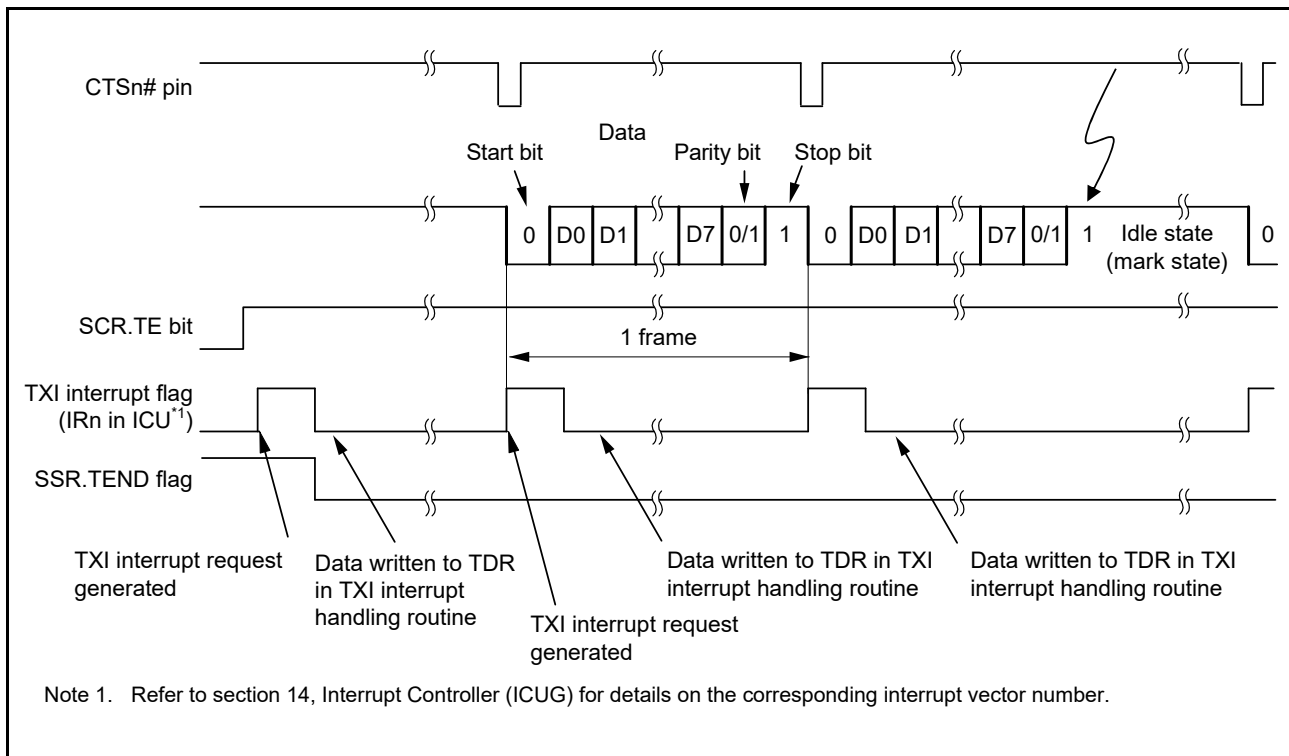 CTSn# pin
Data
Start bit
Parity bit
Stop bit
0 D0 D1 D7 0/1 1 0 D0 D1 D7 0/1 1 Idle state (mark state) 0
SCR.TE bit
1 frame
TXI interrupt flag
(IRn in ICU*1)
SSR.TEND flag
TXI interrupt request
generated
Data written to TDR
in TXI interrupt
handling routine
TXI interrupt request
generated
Data written to TDR in TXI
interrupt handling routine
Data written to TDR in TXI
interrupt handling routine
Note 1. Refer to section 14, Interrupt Controller (ICUG) for details on the corresponding interrupt vector number.